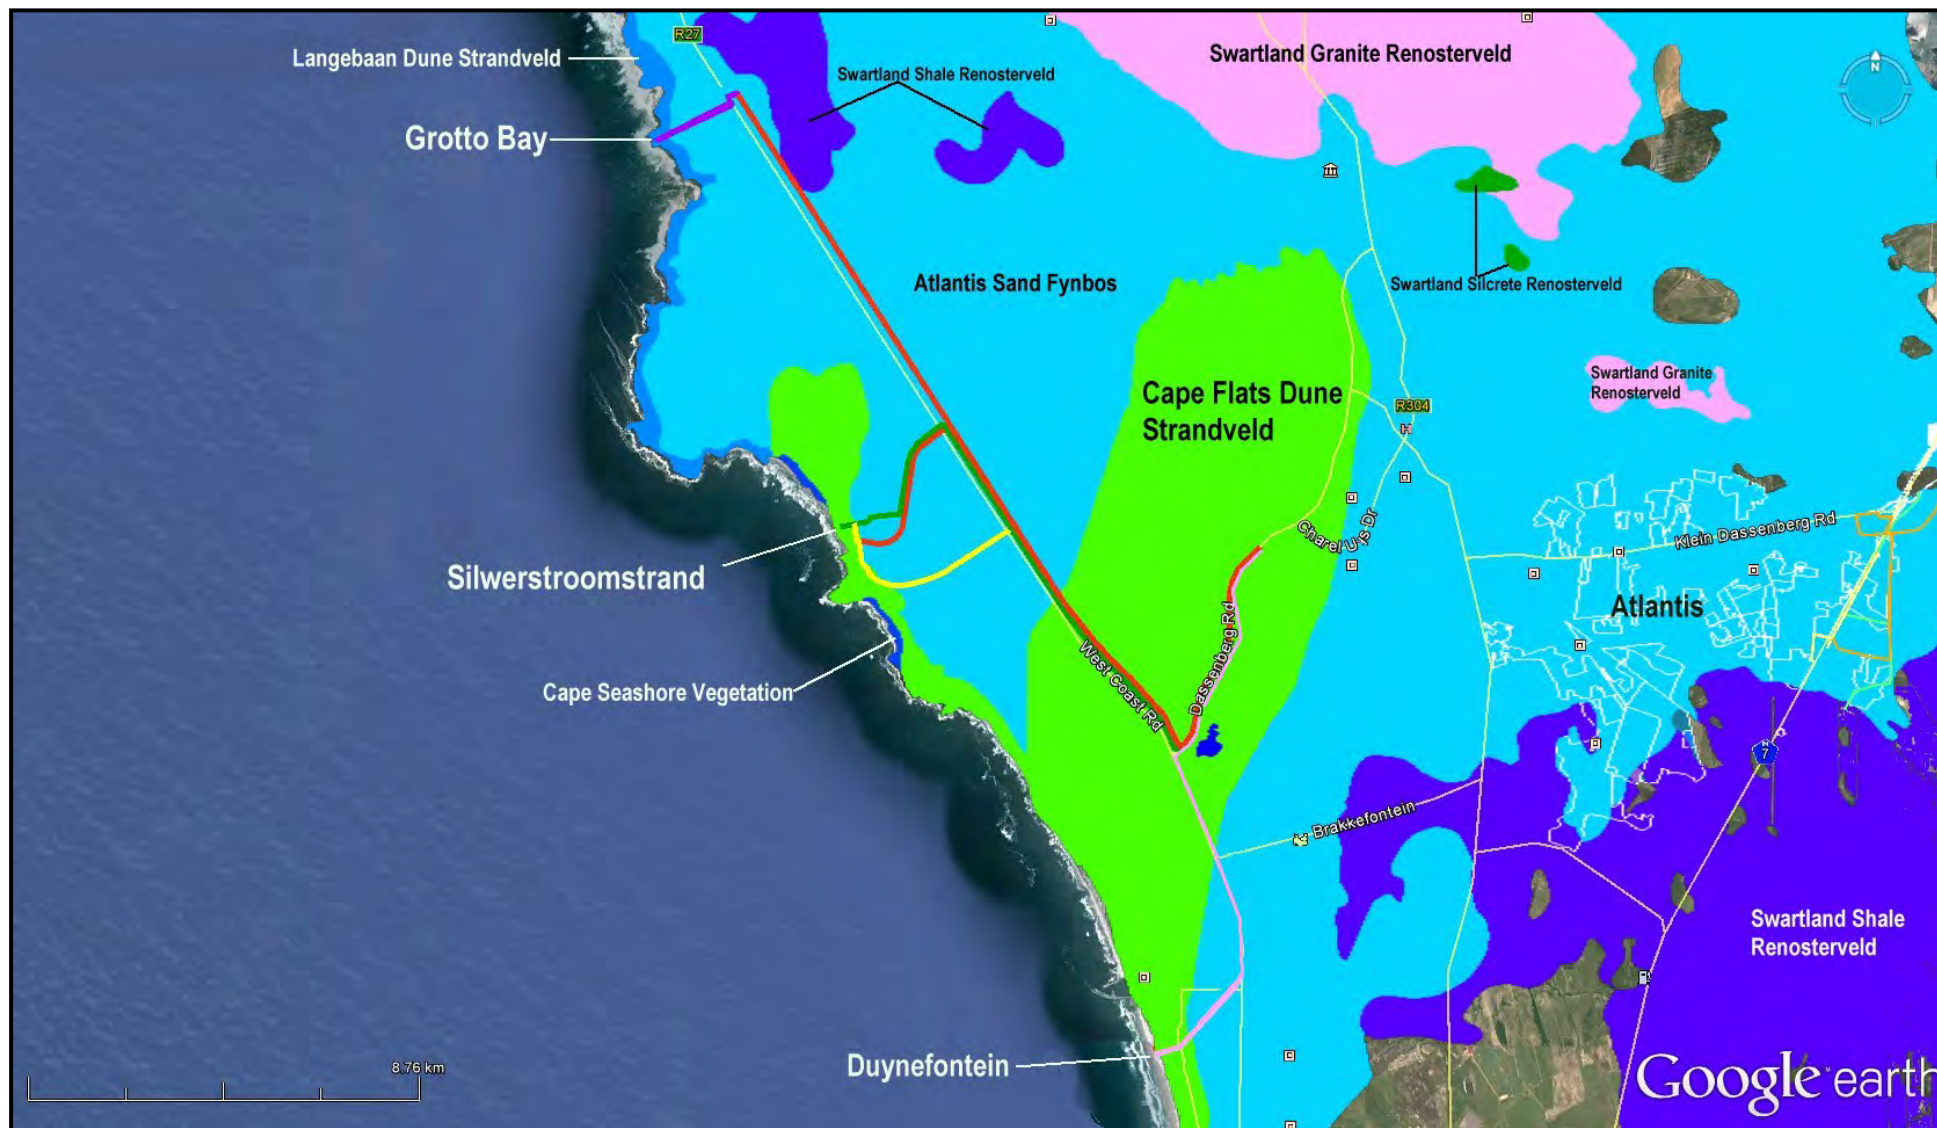 R27
Langebaan Dune Strandveld
Swartland Granite Renosterveld
Swartland Shale Renosterveld
N
Grotto Bay
Atlantis Sand Fynbos
Swartland Silcrete Renosterveld
Cape Flats Dune
Strandveld
Swartland Granite
Renosterveld
R304
H
Charel Uys Dr
Klein Dassenberg Rd
Silwerstroomstrand
Atlantis
Dassenberg Rd
West Coast Rd
Cape Seashore Vegetation
7
Brakkefontein
Swartland Shale
Renosterveld
Duynefontein
8.76 km
Google earth